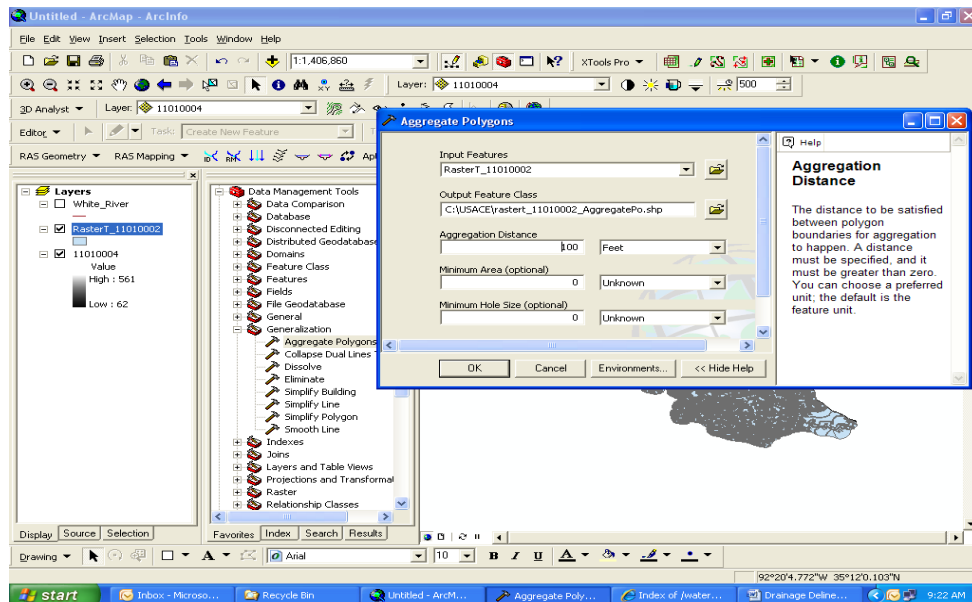 Untitled - ArcMap - ArcInfo
File Edit View Insert Selection Tools Window Help
1:1,406,860
XTools Pro
Layer: 11010004
500
3D Analyst Layer: 11010004
Editor Task: Create New Feature
RAS Geometry RAS Mapping
Layers
White_River
RasterT_11010002
11010004
Value
High : 561
Low : 62
Display Source Selection
Data Management Tools
Data Comparison
Database
Disconnected Editing
Distributed Geodatabase
Domains
Feature Class
Features
Fields
File Geodatabase
General
Generalization
Aggregate Polygons
Collapse Dual Lines
Dissolve
Eliminate
Simplify Building
Simplify Line
Simplify Polygon
Smooth Line
Indexes
Joins
Layers and Table Views
Projections and Transformat
Raster
Relationship Classes
Favorites Index Search Results
Aggregate Polygons
Input Features
RasterT_11010002
Output Feature Class
C:\USACE\rastert_11010002_AggregatePo.shp
Aggregation Distance
100 Feet
Minimum Area (optional)
0 Unknown
Minimum Hole Size (optional)
0 Unknown
OK Cancel Environments... << Hide Help
Help
Aggregation
Distance
The distance to be satisfied
between polygon
boundaries for aggregation
to happen. A distance
must be specified, and it
must be greater than zero.
You can choose a preferred
unit; the default is the
feature unit.
Drawing A Arial 10 B I U A
92°20'4.772"W 35°12'0.103"N
start Inbox - Microso... Recycle Bin Untitled - ArcM... Aggregate Poly... Index of /water... Drainage Deline... 9:22 AM